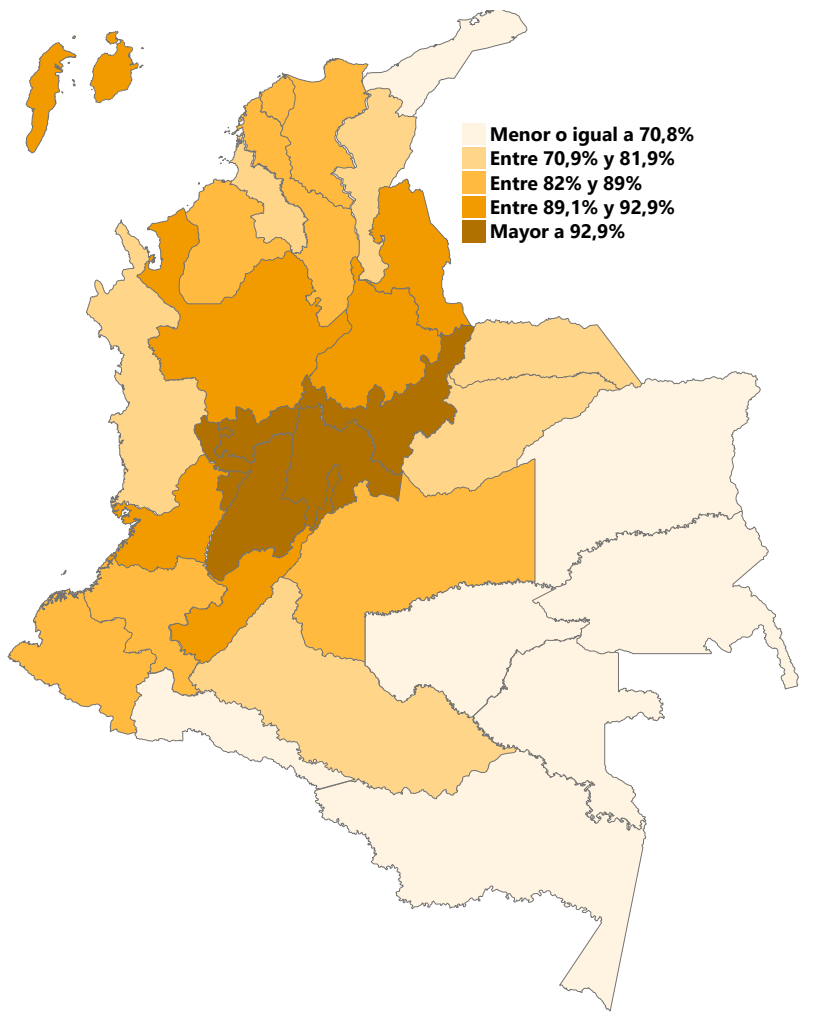 Menor o igual a 70,8%
Entre 70,9% y 81,9%
Entre 82% y 89%
Entre 89,1% y 92,9%
Mayor a 92,9%